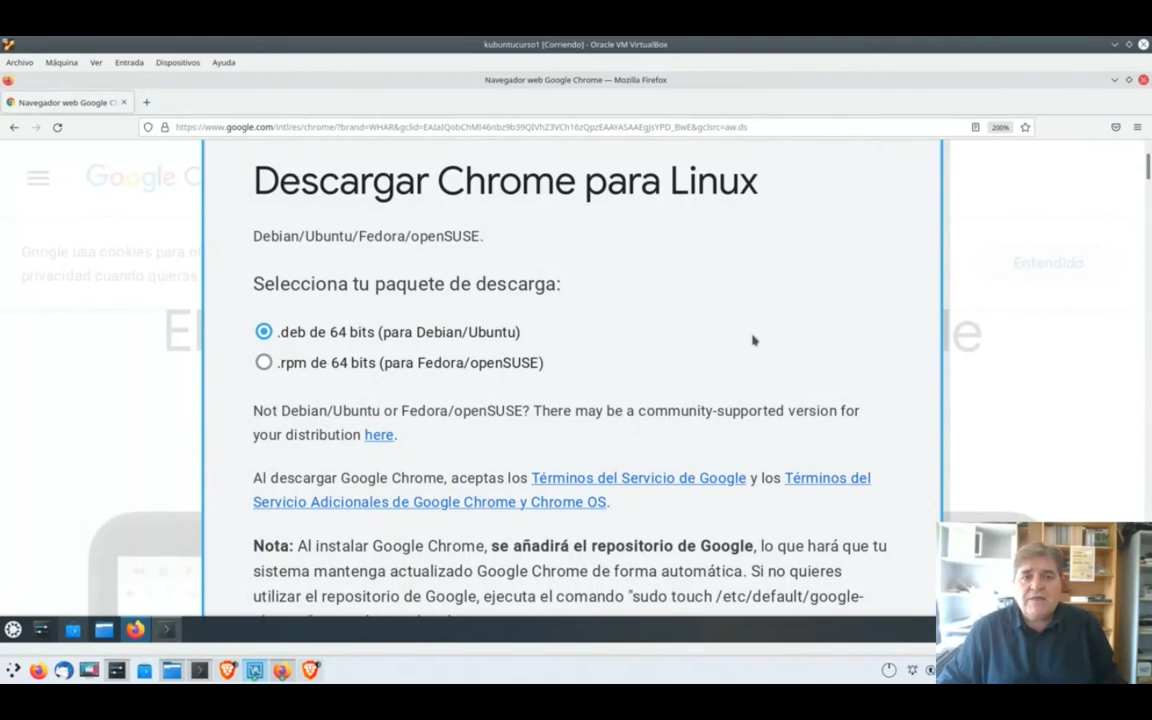 kubuntucurso1 [Corriendo] - Oracle VM VirtualBox
Archivo Máquina Ver Entrada Dispositivos Ayuda
Navegador web Google Chrome — Mozilla Firefox
Navegador web Google C
200%
Google C
Descargar Chrome para Linux
Debian/Ubuntu/Fedora/openSUSE.
Google usa cookies para of
privacidad cuando quieras
Entendido
Selecciona tu paquete de descarga:
El
e
.deb de 64 bits (para Debian/Ubuntu)
.rpm de 64 bits (para Fedora/openSUSE)
Not Debian/Ubuntu or Fedora/openSUSE? There may be a community-supported version for
your distribution here.
Al descargar Google Chrome, aceptas los Términos del Servicio de Google y los Términos del
Servicio Adicionales de Google Chrome y Chrome OS.
Nota: Al instalar Google Chrome, se añadirá el repositorio de Google, lo que hará que tu
sistema mantenga actualizado Google Chrome de forma automática. Si no quieres
utilizar el repositorio de Google, ejecuta el comando "sudo touch /etc/default/google-